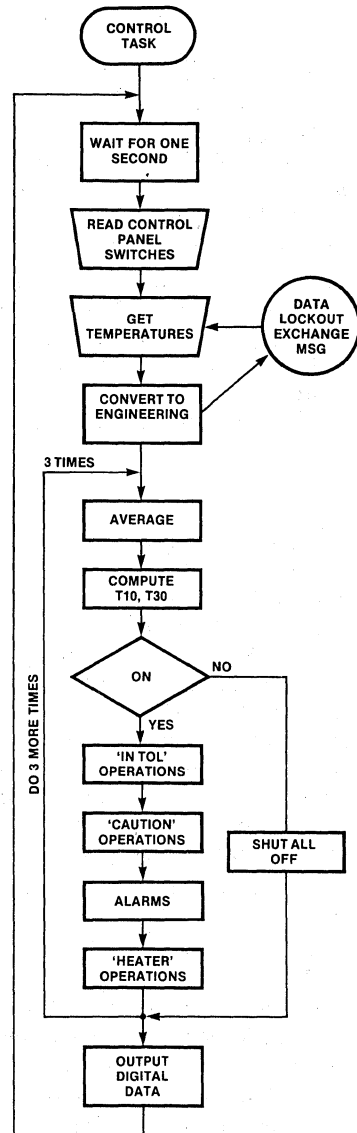 CONTROL
TASK
WAIT FOR ONE
SECOND
READ CONTROL
PANEL
SWITCHES
GET
TEMPERATURES
DATA
LOCKOUT
EXCHANGE
MSG
CONVERT TO
ENGINEERING
3 TIMES
AVERAGE
COMPUTE
T10, T30
ON
NO
YES
DO 3 MORE TIMES
'IN TOL'
OPERATIONS
'CAUTION'
OPERATIONS
SHUT ALL
OFF
ALARMS
'HEATER'
OPERATIONS
OUTPUT
DIGITAL
DATA